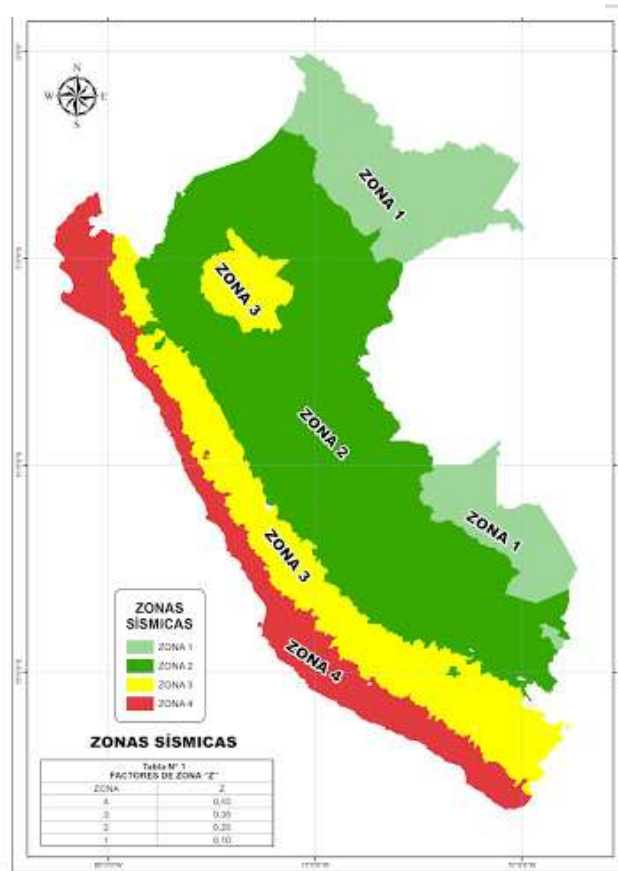 N
W E
S
ZONA 1
ZONA 3
ZONA 2
ZONA 1
ZONA 3
ZONA 4
ZONAS
SÍSMICAS
ZONA 1
ZONA 2
ZONA 3
ZONA 4
ZONAS SÍSMICAS
Tabla N° 1
FACTORES DE ZONA "Z"
ZONA Z
4 0,45
3 0,35
2 0,25
1 0,10